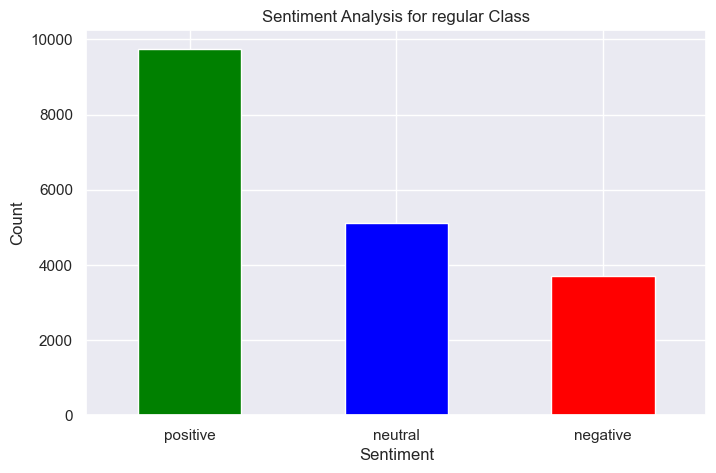 Sentiment Analysis for regular Class
10000
8000
6000
4000
2000
0
Count
positive
neutral
negative
Sentiment